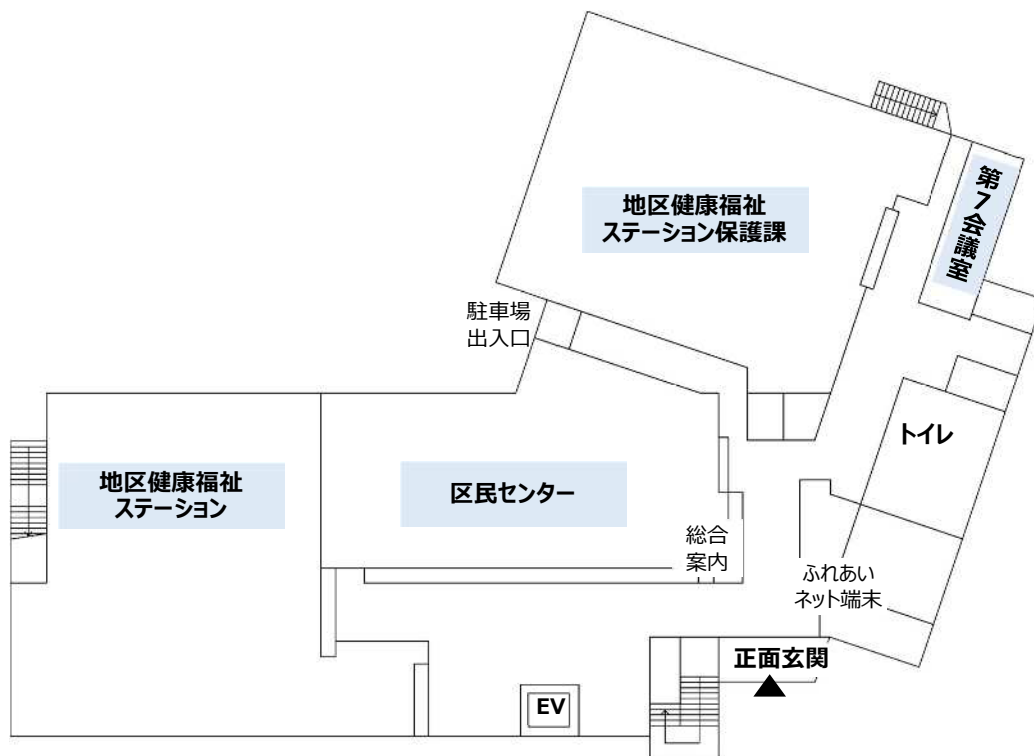 地区健康福祉
ステーション保護課
第7会議室
駐車場
出入口
トイレ
地区健康福祉
ステーション
区民センター
総合
案内
ふれあい
ネット端末
正面玄関
EV